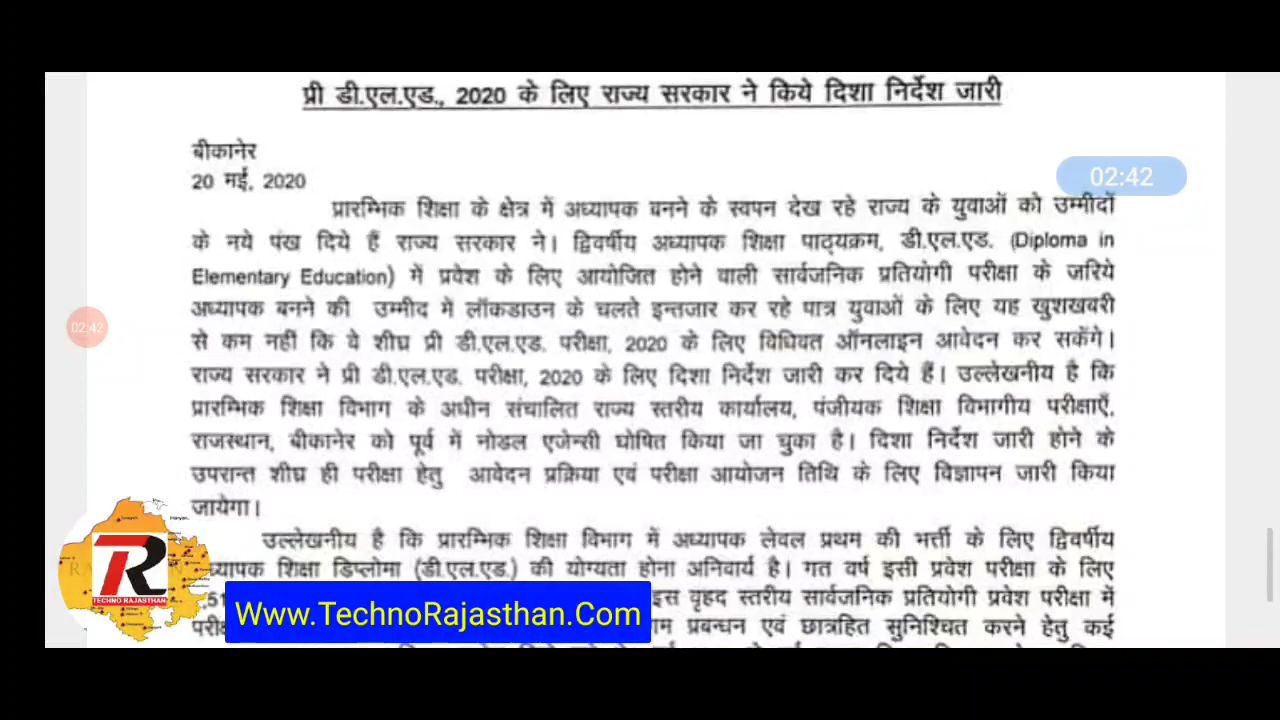 प्री डी.एल.एड., 2020 के लिए राज्य सरकार ने किये दिशा निर्देश जारी
बीकानेर
20 मई, 2020
02:42
प्रारम्भिक शिक्षा के क्षेत्र में अध्यापक बनने के स्वपन देख रहे राज्य के युवाओं को उम्मीदों
के नये पंख दिये हैं राज्य सरकार ने। द्विवर्षीय अध्यापक शिक्षा पाठ्यक्रम, डी.एल.एड. (Diploma in
Elementary Education) में प्रवेश के लिए आयोजित होने वाली सार्वजनिक प्रतियोगी परीक्षा के जरिये
अध्यापक बनने की उम्मीद में लॉकडाउन के चलते इन्तजार कर रहे पात्र युवाओं के लिए यह खुशखबरी
02:42
से कम नहीं कि वे शीघ्र प्री डी.एल.एड. परीक्षा, 2020 के लिए विधिवत ऑनलाइन आवेदन कर सकेंगे।
राज्य सरकार ने प्री डी.एल.एड. परीक्षा, 2020 के लिए दिशा निर्देश जारी कर दिये हैं। उल्लेखनीय है कि
प्रारम्भिक शिक्षा विभाग के अधीन संचालित राज्य स्तरीय कार्यालय, पंजीयक शिक्षा विभागीय परीक्षाएँ,
राजस्थान, बीकानेर को पूर्व में नोडल एजेन्सी घोषित किया जा चुका है। दिशा निर्देश जारी होने के
उपरान्त शीघ्र ही परीक्षा हेतु आवेदन प्रक्रिया एवं परीक्षा आयोजन तिथि के लिए विज्ञापन जारी किया
जायेगा।
उल्लेखनीय है कि प्रारम्भिक शिक्षा विभाग में अध्यापक लेवल प्रथम की भर्त्ती के लिए द्विवर्षीय
शिक्षा डिप्लोमा (डी.एल.एड.) की योग्यता होना अनिवार्य है। गत वर्ष इसी प्रवेश परीक्षा के लिए
इस वृहद स्तरीय सार्वजनिक प्रतियोगी प्रवेश परीक्षा में
प्रबन्धन एवं छात्रहित सुनिश्चित करने हेतु कई
TR
TECHNO RAJASTHAN
Www.TechnoRajasthan.Com